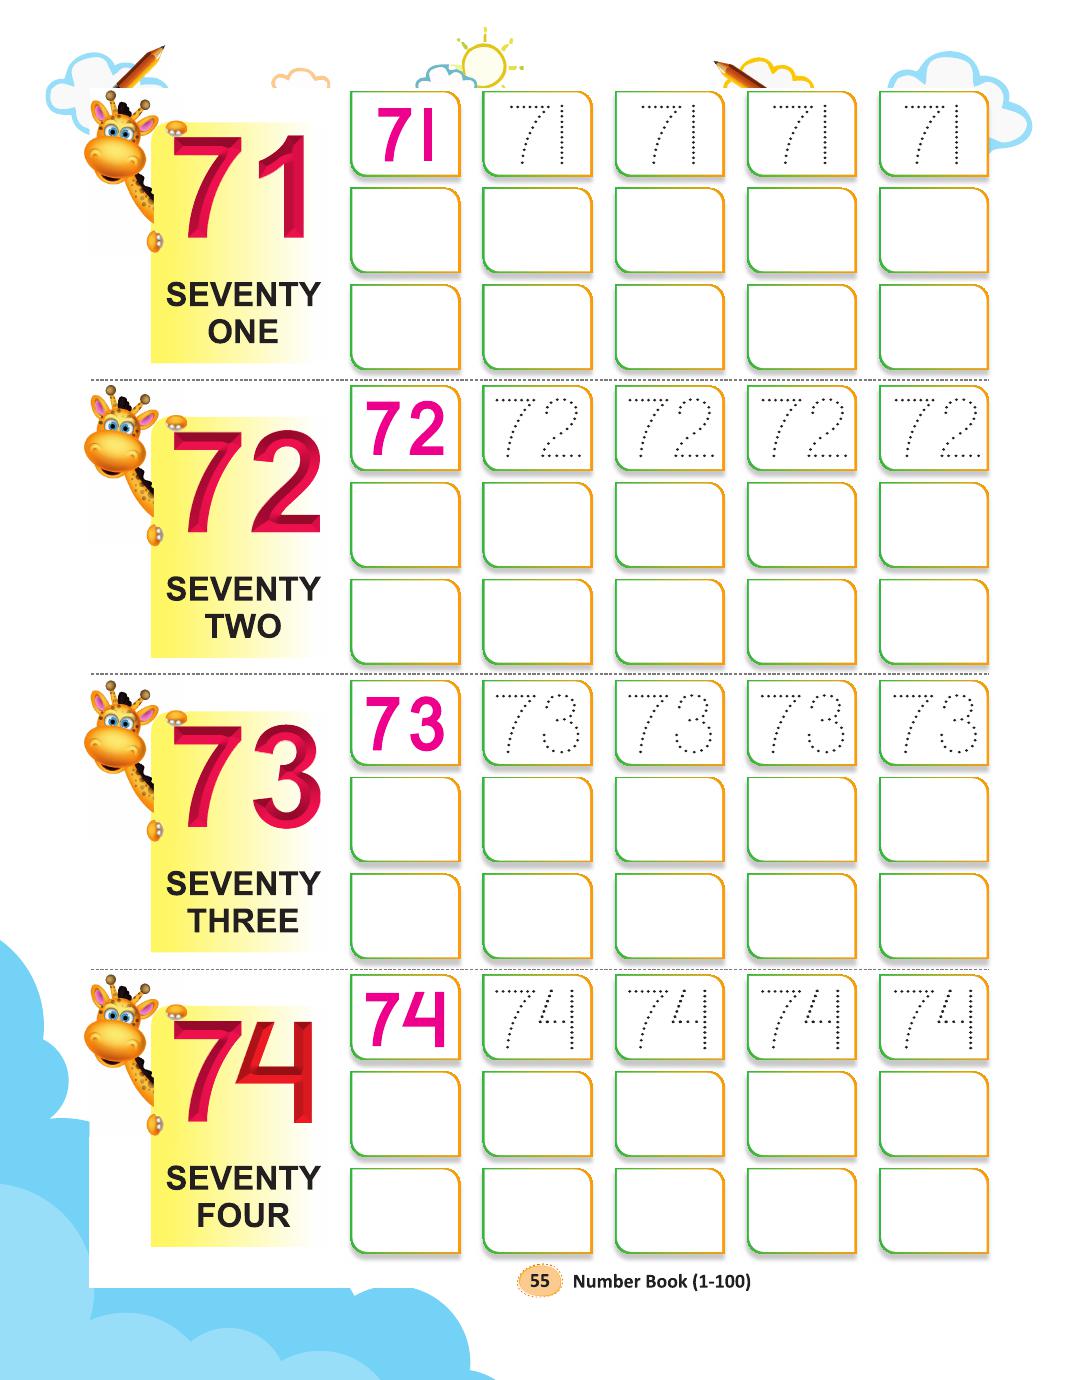 71
SEVENTY
ONE
71 71 71 71 71
72
SEVENTY
TWO
72 72 72 72 72
73
SEVENTY
THREE
73 73 73 73 73
74
SEVENTY
FOUR
74 74 74 74 74
55 Number Book (1-100)